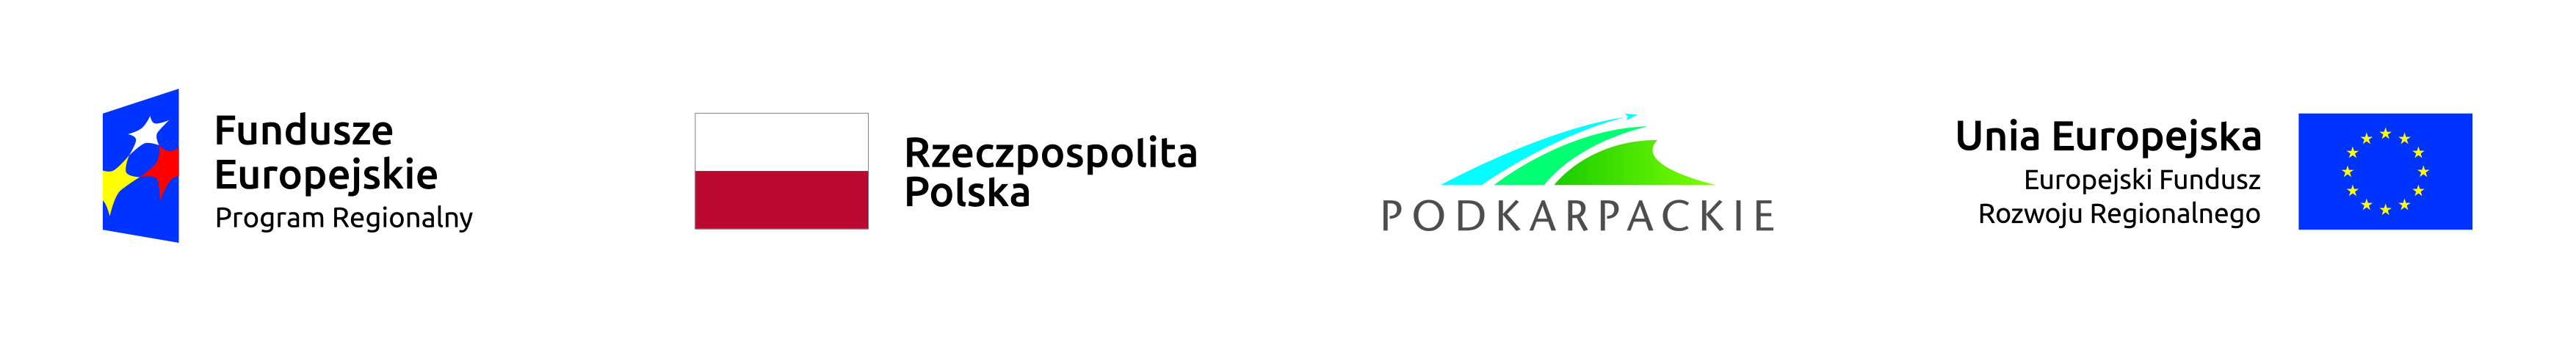 Fundusze
Europejskie
Program Regionalny
Rzeczpospolita
Polska
PODKARPACKIE
Unia Europejska
Europejski Fundusz
Rozwoju Regionalnego